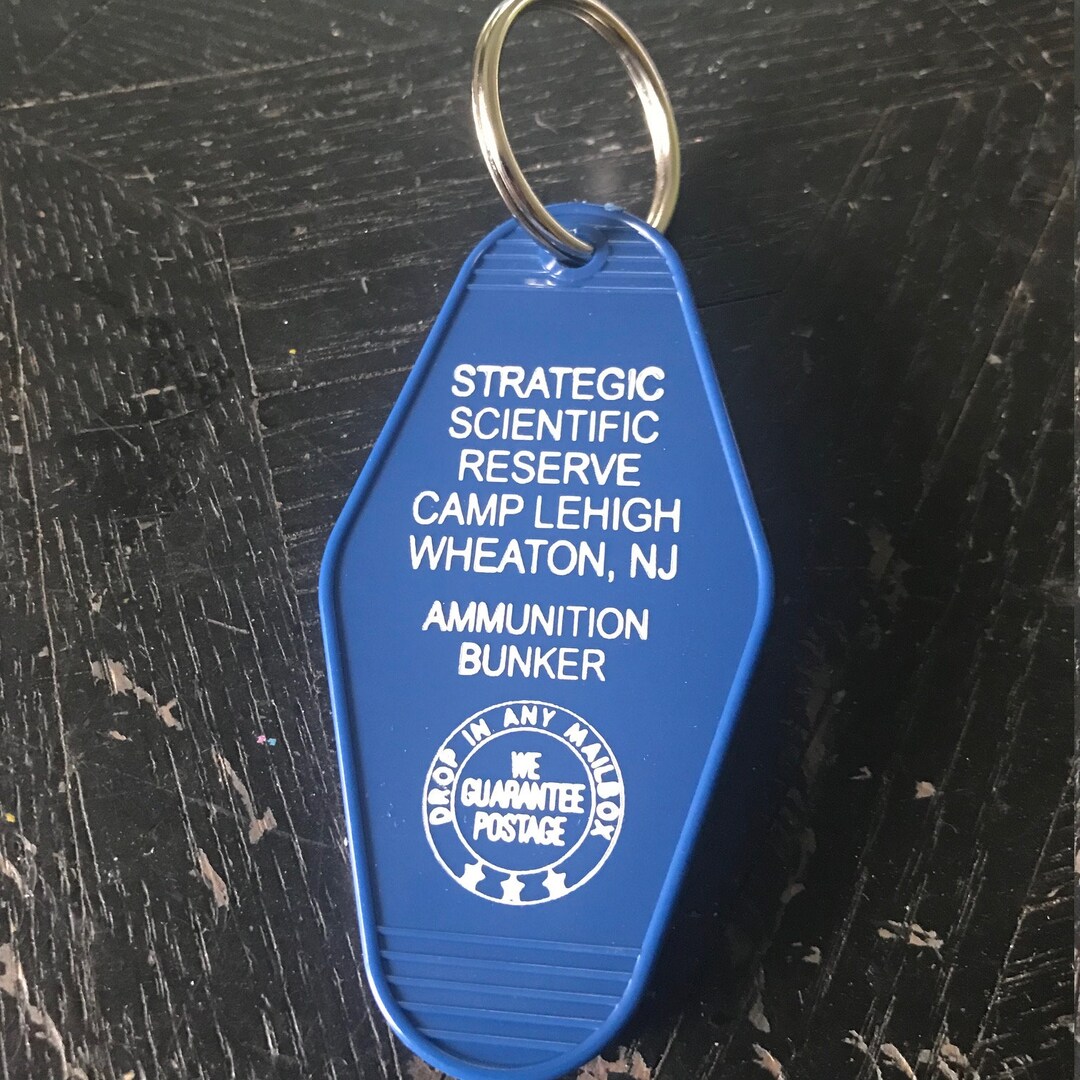 STRATEGIC
SCIENTIFIC
RESERVE
CAMP LEHIGH
WHEATON, NJ
AMMUNITION
BUNKER
DROP IN ANY MAILBOX
WE
GUARANTEE
POSTAGE